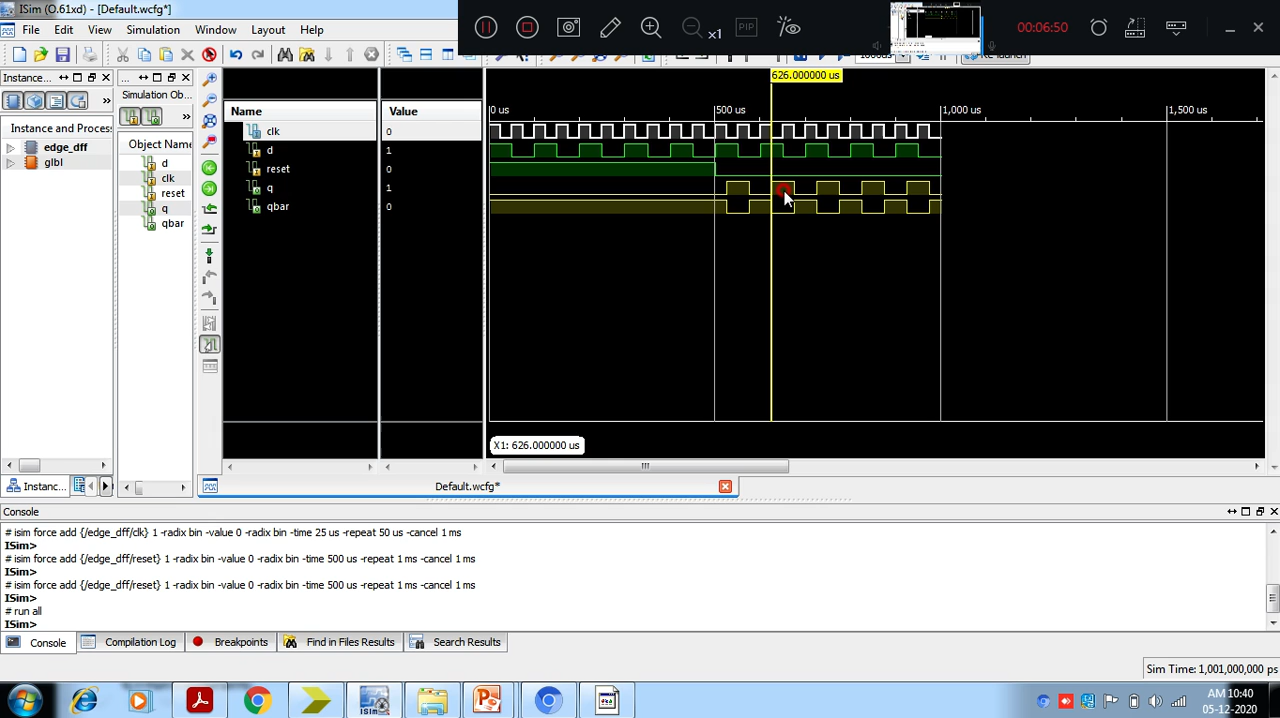 ISim (O.61xd) - [Default.wcfg*]
x1
PIP
00:06:50
File Edit View Simulation Window Layout Help
Instance...
Simulation Ob...
Instance and Process
edge_dff
glbl
Object Name
d
clk
reset
q
qbar
Name
Value
clk 0
d 1
reset 0
q 1
qbar 0
626.000000 us
0 us 500 us 1,000 us 1,500 us
X1: 626.000000 us
Instanc...
Default.wcfg*
Console
# isim force add {/edge_dff/clk} 1 -radix bin -value 0 -radix bin -time 25 us -repeat 50 us -cancel 1 ms
ISim>
# isim force add {/edge_dff/reset} 1 -radix bin -value 0 -radix bin -time 500 us -repeat 1 ms -cancel 1 ms
ISim>
# isim force add {/edge_dff/reset} 1 -radix bin -value 0 -radix bin -time 500 us -repeat 1 ms -cancel 1 ms
ISim>
# run all
ISim>
Console Compilation Log Breakpoints Find in Files Results Search Results
Sim Time: 1,001,000,000 ps
ISim
AM 10:40
05-12-2020